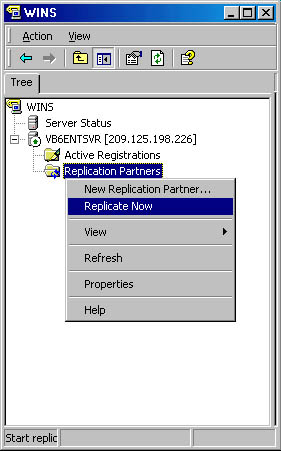 WINS
Action View
Tree
WINS
Server Status
VB6ENTSVR [209.125.198.226]
Active Registrations
Replication Partners
New Replication Partner...
Replicate Now
View
Refresh
Properties
Help
Start replic